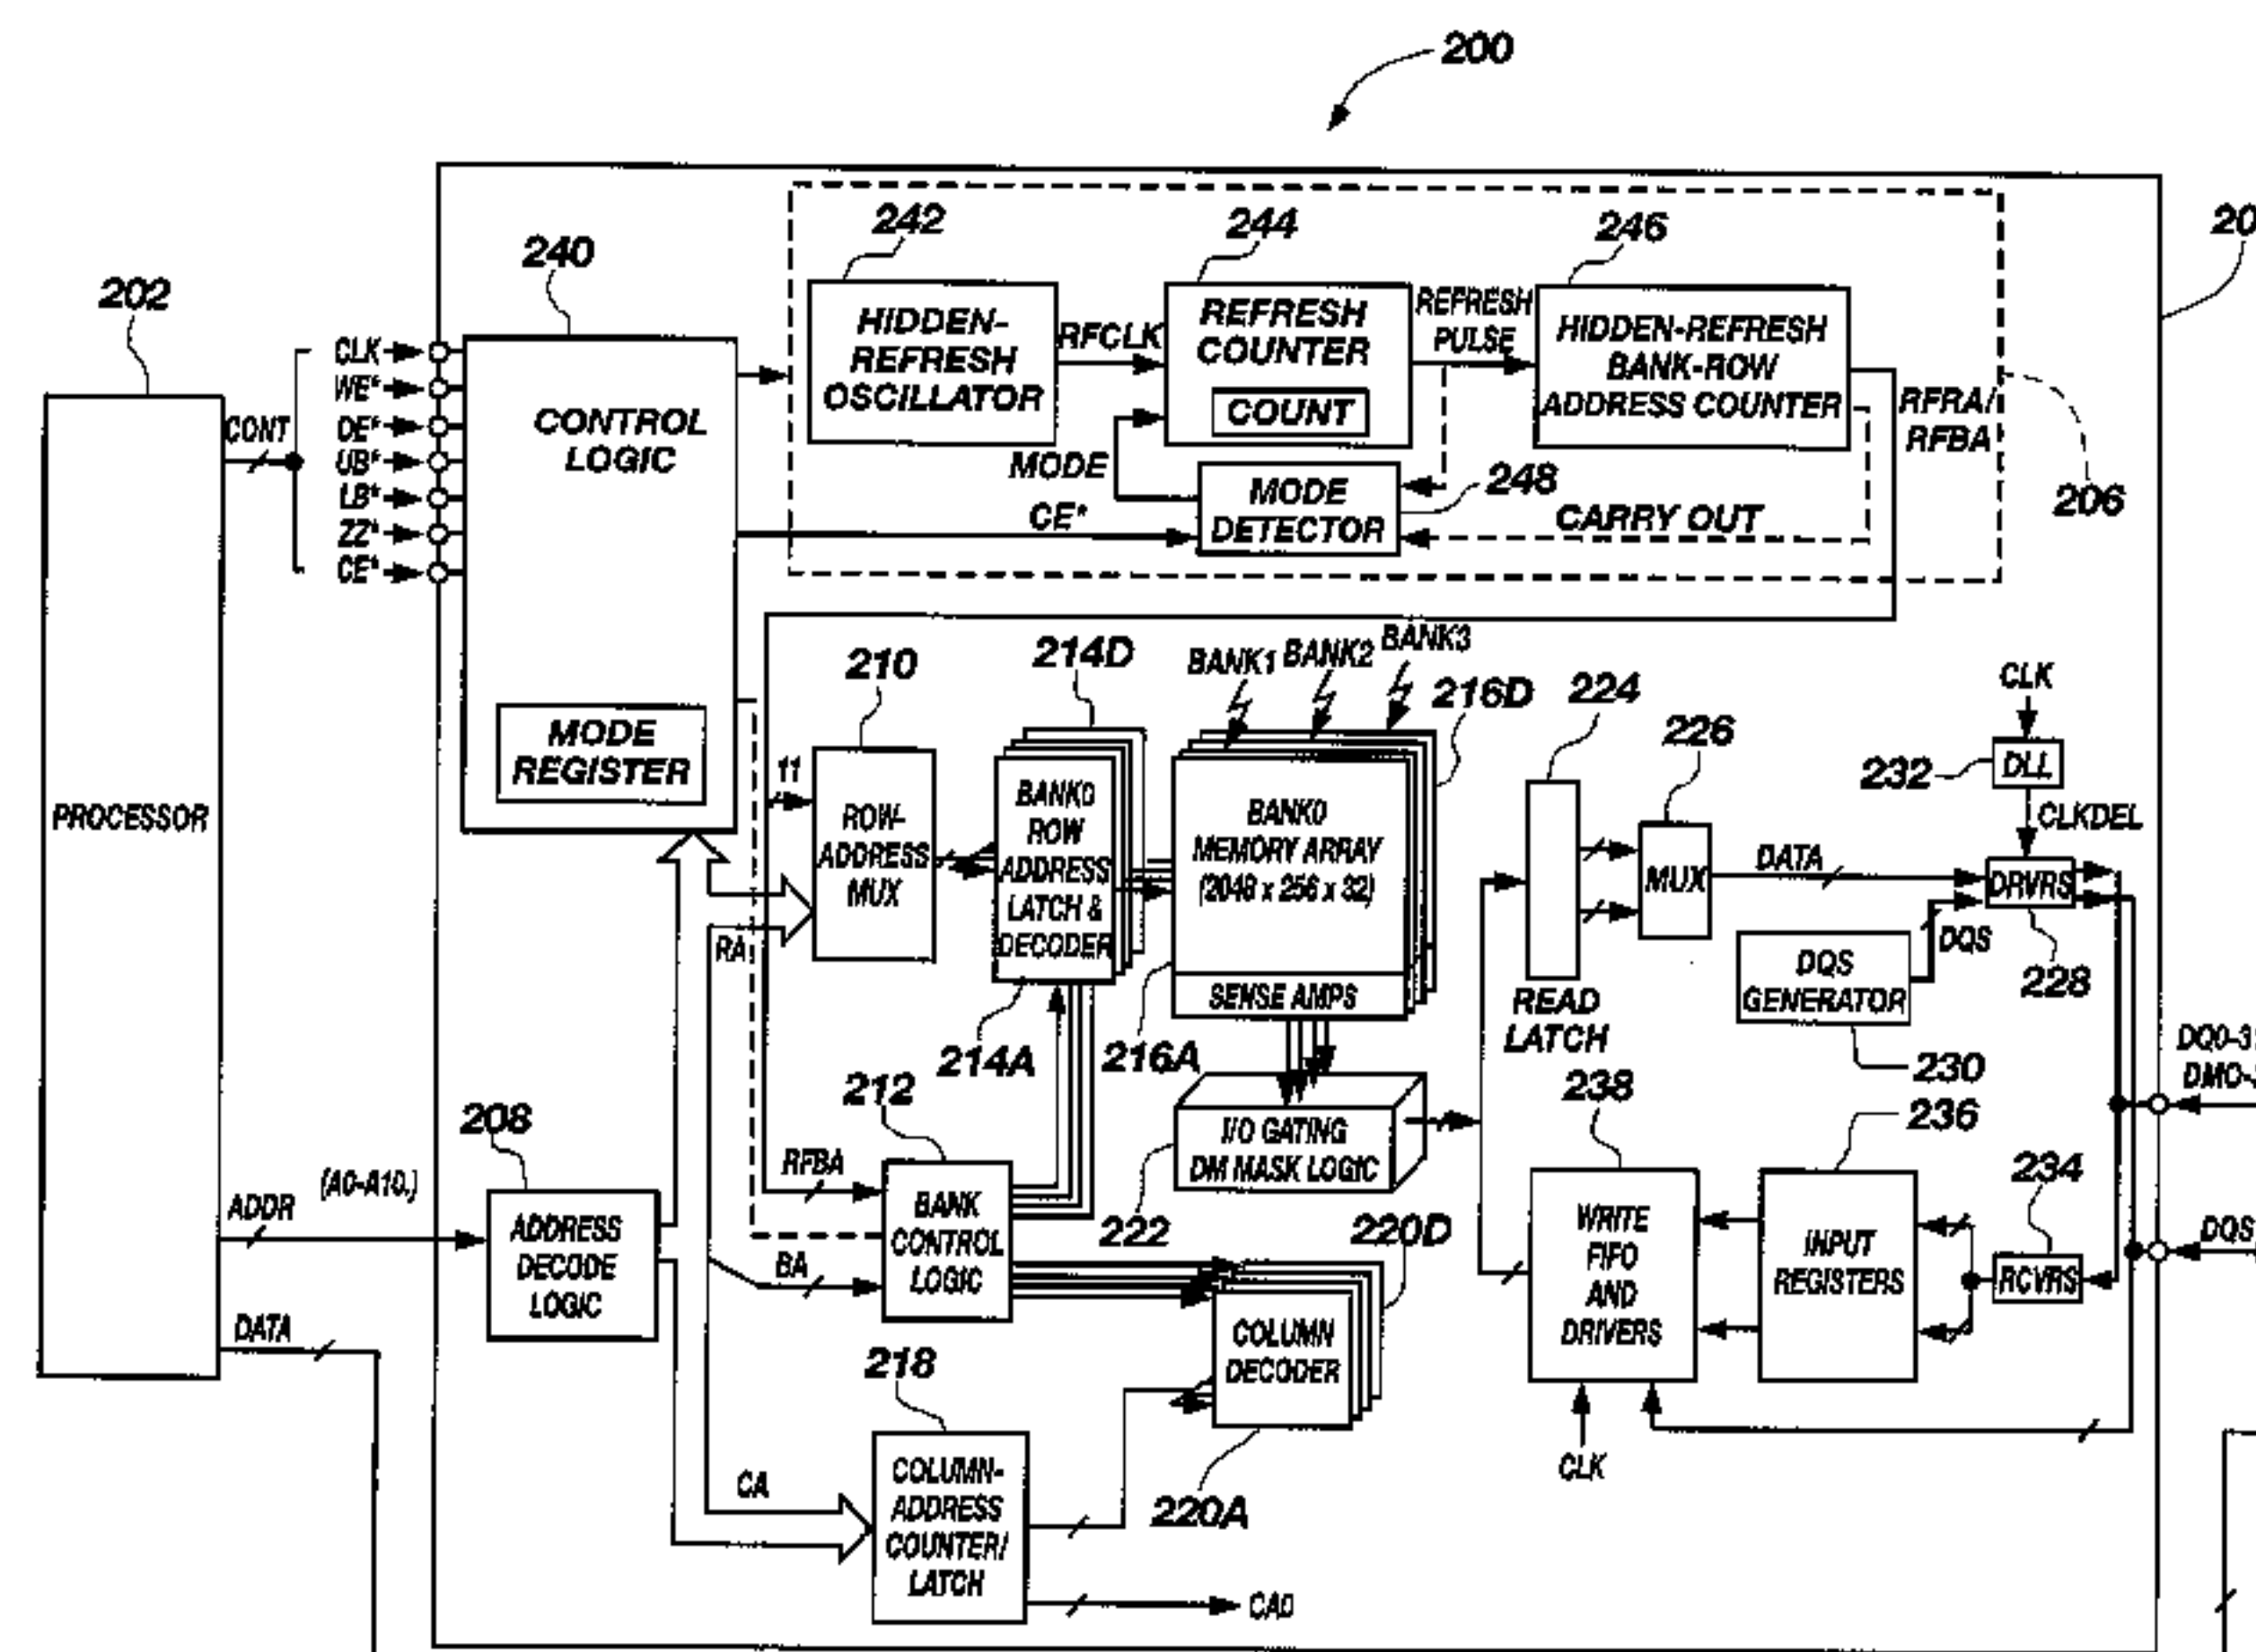 200
242
244
246
20
240
202
HIDDEN-
REFRESH
OSCILLATOR
RFCLK
REFRESH
COUNTER
COUNT
REFRESH
PULSE
HIDDEN-REFRESH
BANK-ROW
ADDRESS COUNTER
RFRA/
RFBA
206
CLK
WE*
OE*
UB*
LB*
ZZ*
CE*
CONT
CONTROL
LOGIC
MODE
MODE
DETECTOR
248
CE*
CARRY OUT
MODE
REGISTER
PROCESSOR
210
214D
BANK1
BANK2
BANK3
216D
224
226
CLK
232
DLL
CLKDEL
11
ROW-
ADDRESS
MUX
BANK0
ROW
ADDRESS
LATCH &
DECODER
BANK0
MEMORY ARRAY
(2048 x 256 x 32)
SENSE AMPS
MUX
DATA
DRVRS
RA
READ
LATCH
DQS
GENERATOR
DQS
228
230
214A
216A
212
238
236
234
DQ0-31
208
I/O GATING
DM MASK LOGIC
222
RFBA
BA
BANK
CONTROL
LOGIC
(A0-A10,)
ADDR
ADDRESS
DECODE
LOGIC
DATA
220D
COLUMN
DECODER
220A
WRITE
FIFO
AND
DRIVERS
INPUT
REGISTERS
RCVRS
DQS
CLK
218
CA
COLUMN-
ADDRESS
COUNTER/
LATCH
CA0